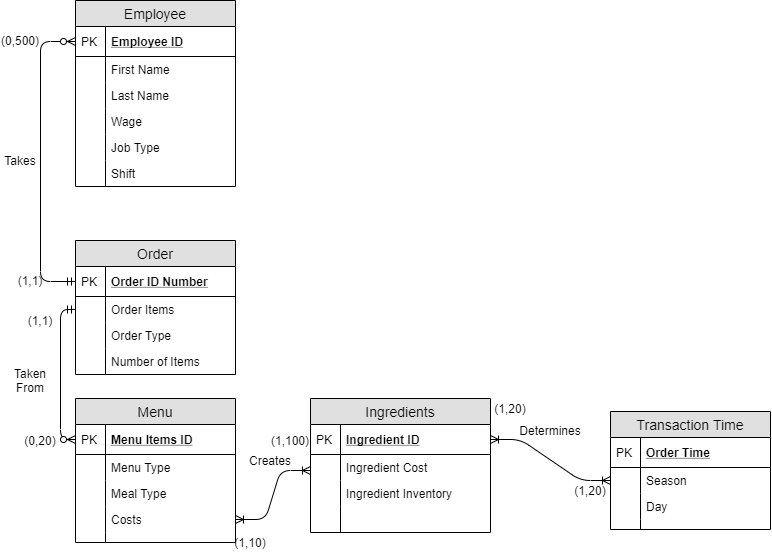 Employee
(0,500)
PK Employee ID
First Name
Last Name
Wage
Job Type
Takes
Shift
Order
(1,1)
PK Order ID Number
Order Items
(1,1)
Order Type
Number of Items
Taken
From
Menu
(0,20)
PK Menu Items ID
Menu Type
Meal Type
Costs
(1,10)
Creates
(1,100)
Ingredients
PK Ingredient ID
Ingredient Cost
Ingredient Inventory
(1,20)
Determines
(1,20)
Transaction Time
PK Order Time
Season
Day